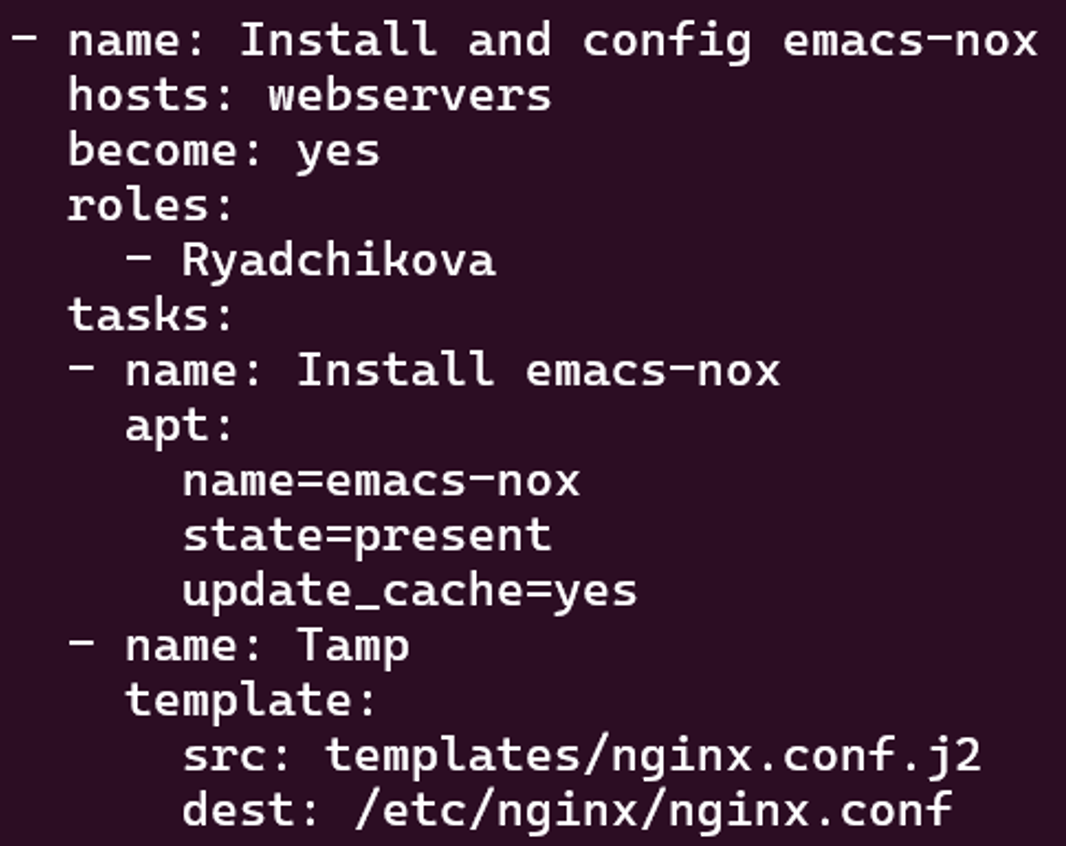 - name: Install and config emacs-nox
  hosts: webservers
  become: yes
  roles:
    - Ryadchikova
  tasks:
  - name: Install emacs-nox
    apt:
      name=emacs-nox
      state=present
      update_cache=yes
  - name: Tamp
    template:
      src: templates/nginx.conf.j2
      dest: /etc/nginx/nginx.conf